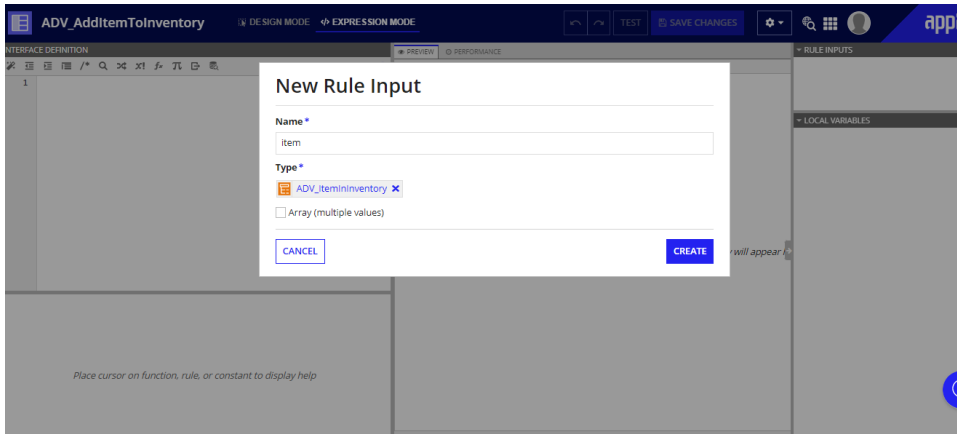 ADV_AddItemToInventory DESIGN MODE </> EXPRESSION MODE TEST SAVE CHANGES
INTERFACE DEFINITION PREVIEW PERFORMANCE RULE INPUTS
1
New Rule Input
Name*
item
LOCAL VARIABLES
Type*
ADV_ItemInInventory ×
Array (multiple values)
CANCEL CREATE
will appear
Place cursor on function, rule, or constant to display help